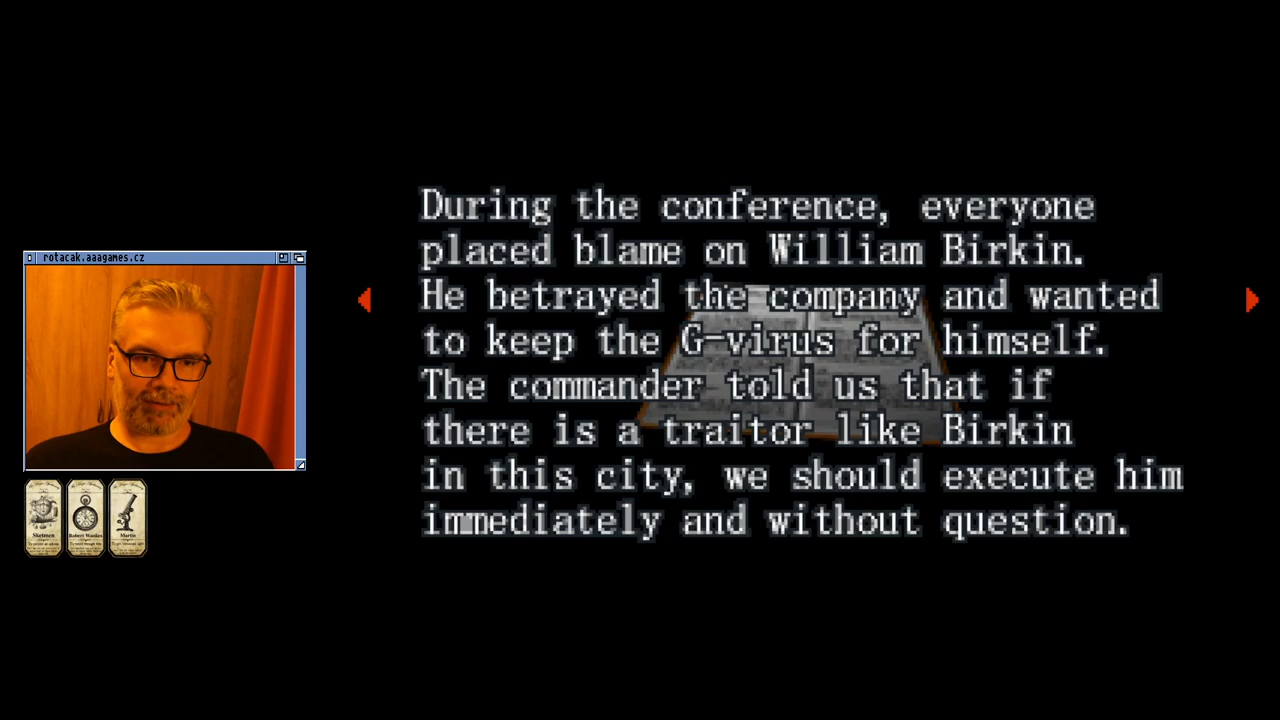 During the conference, everyone
placed blame on William Birkin.
He betrayed the company and wanted
to keep the G-virus for himself.
The commander told us that if
there is a traitor like Birkin
in this city, we should execute him
immediately and without question.
rotacak.aaagames.cz
Sketmen
Martin